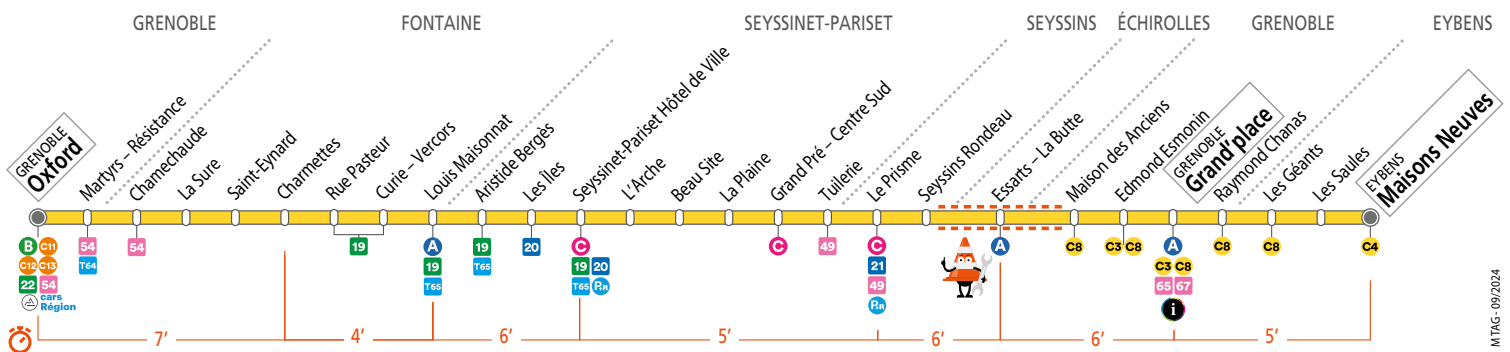 GRENOBLE
FONTAINE
SEYSSINET-PARISET
SEYSSINS
ÉCHIROLLES
GRENOBLE
EYBENS
GRENOBLE
Oxford
Martyrs – Résistance
Chamechaude
La Sure
Saint-Eynard
Charmettes
Rue Pasteur
Curie – Vercors
Louis Maisonnat
Aristide Bergès
Les Îles
Seyssinet-Pariset Hôtel de Ville
L'Arche
Beau Site
La Plaine
Grand Pré – Centre Sud
Tuilerie
Le Prisme
Seyssins Rondeau
Essarts – La Butte
Maison des Anciens
Edmond Esmonin
GRENOBLE
Grand'place
Raymond Chanas
Les Géants
Les Saules
EYBENS
Maisons Neuves
B C11
C12 C13
22 54
cars
Région
54
T64
54
19
A
19
T65
19
T65
20
C
19 20
T65 P+R
C
49
C
21
49
P+R
A
C8
C3 C8
A
C3 C8
65 67
i
C8
C8
C4
7’
4’
6’
5’
6’
6’
5’
M TAG - 09/2024